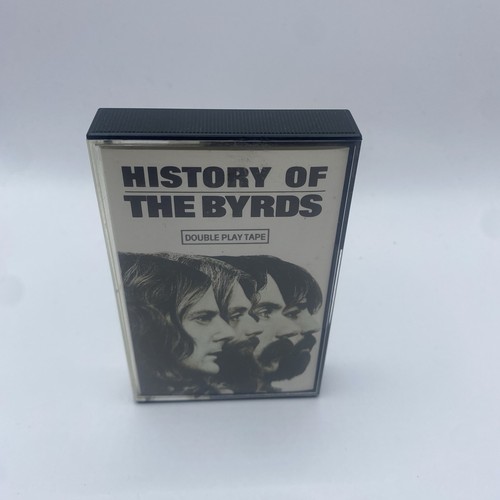 HISTORY OF
THE BYRDS
DOUBLE PLAY TAPE